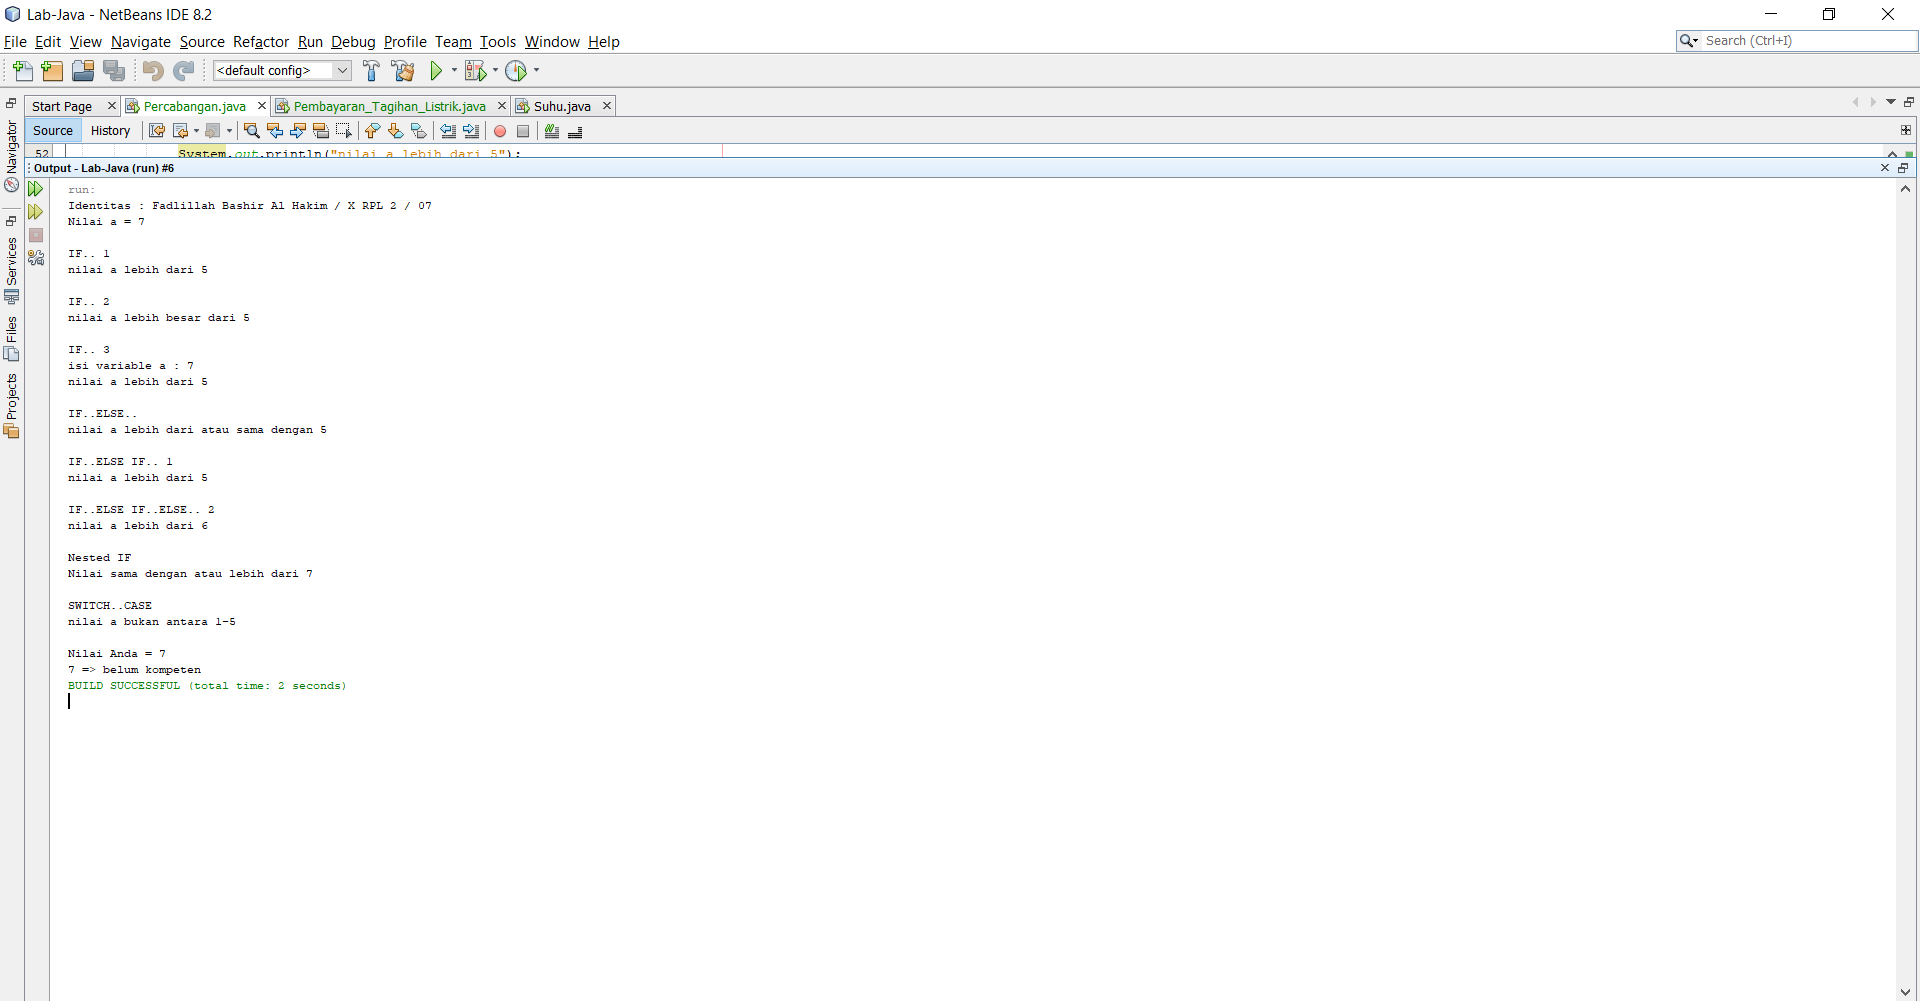 Lab-Java - NetBeans IDE 8.2
File Edit View Navigate Source Refactor Run Debug Profile Team Tools Window Help
Search (Ctrl+I)
<default config>
Start Page
Percabangan.java
Pembayaran_Tagihan_Listrik.java
Suhu.java
Source History
52 System.out.println("nilai a lebih dari 5");
Output - Lab-Java (run) #6
Navigator
Services
Files
Projects
run:
Identitas : Fadlillah Bashir Al Hakim / X RPL 2 / 07
Nilai a = 7
IF.. 1
nilai a lebih dari 5
IF.. 2
nilai a lebih besar dari 5
IF.. 3
isi variable a : 7
nilai a lebih dari 5
IF..ELSE..
nilai a lebih dari atau sama dengan 5
IF..ELSE IF.. 1
nilai a lebih dari 5
IF..ELSE IF..ELSE.. 2
nilai a lebih dari 6
Nested IF
Nilai sama dengan atau lebih dari 7
SWITCH..CASE
nilai a bukan antara 1-5
Nilai Anda = 7
7 => belum kompeten
BUILD SUCCESSFUL (total time: 2 seconds)